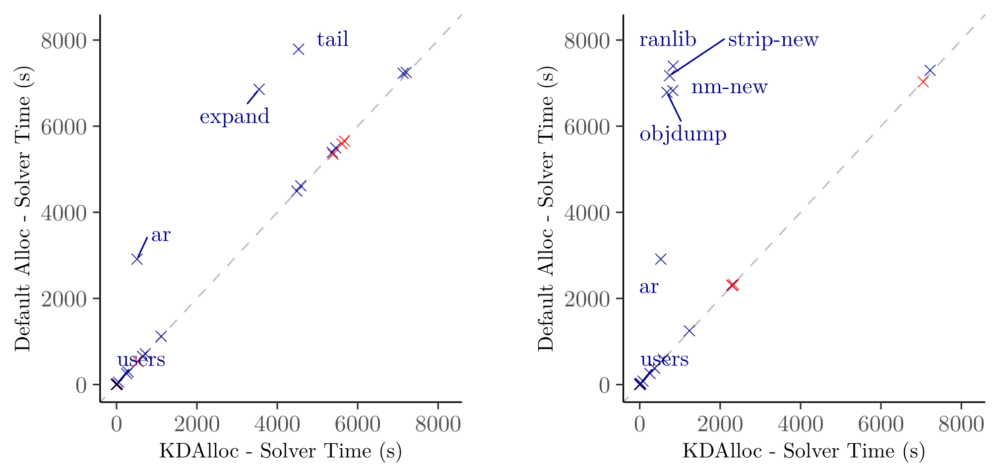 Default Alloc - Solver Time (s)
8000
6000
4000
2000
0
tail
expand
ar
users
0 2000 4000 6000 8000
KDAlloc - Solver Time (s)
Default Alloc - Solver Time (s)
8000
6000
4000
2000
0
ranlib
strip-new
nm-new
objdump
ar
users
0 2000 4000 6000 8000
KDAlloc - Solver Time (s)